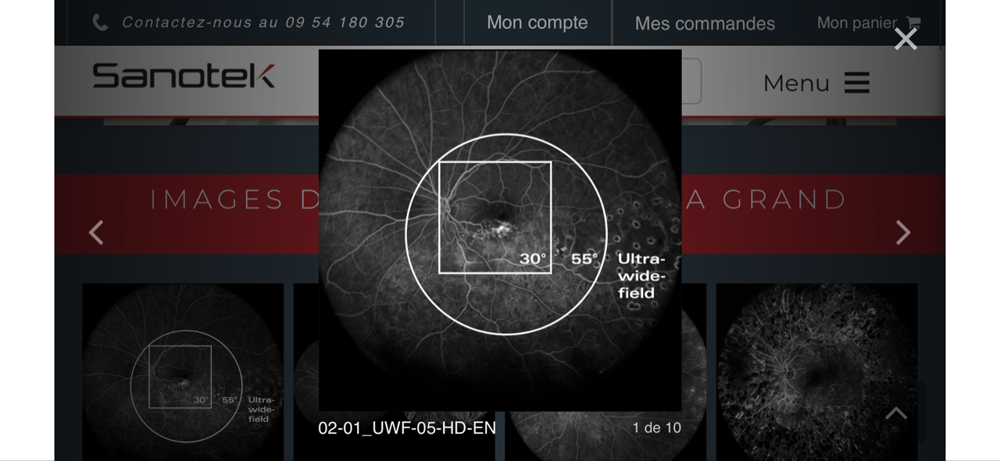 Contactez-nous au 09 54 180 305
Mon compte
Mes commandes
Mon panier
Sanotek
Menu
IMAGES D
A GRAND
30°
55°
Ultra-
wide-
field
30°
55°
Ultra-
wide-
field
02-01_UWF-05-HD-EN
1 de 10